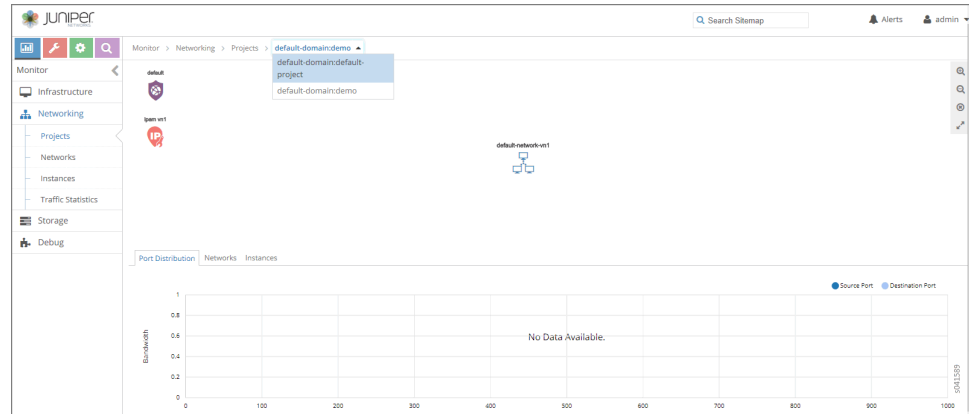 JUNIPER
NETWORKS
Search Sitemap
Alerts
admin
Monitor > Networking > Projects > default-domain:demo
default-domain:default-
project
default-domain:demo
Monitor
Infrastructure
Networking
Projects
Networks
Instances
Traffic Statistics
Storage
Debug
default
ipam vn1
IP
default-network-vn1
Port Distribution Networks Instances
Source Port Destination Port
Bandwidth
1
0.8
0.6
0.4
0.2
0
No Data Available.
0 100 200 300 400 500 600 700 800 900 1000
s041589